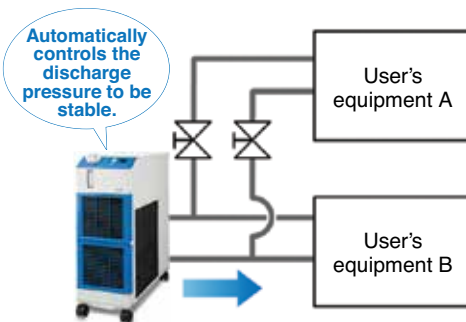 Automatically
controls the
discharge
pressure to be
stable.
User's
equipment A
User's
equipment B